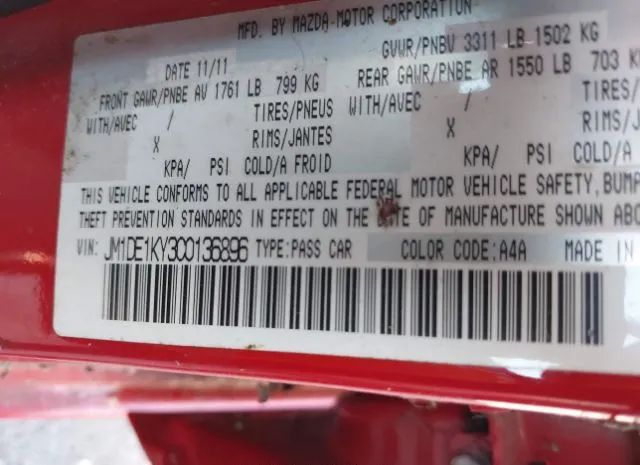 MFD. BY MAZDA MOTOR CORPORATION
DATE 11/11 GVWR/PNBV 3311 LB 1502 KG
FRONT GAWR/PNBE AV 1761 LB 799 KG REAR GAWR/PNBE AR 1550 LB 703 KG
WITH/AVEC / TIRES/PNEUS WITH/AVEC / TIRES/PNE
X RIMS/JANTES X RIMS/JAN
KPA/ PSI COLD/A FROID KPA/ PSI COLD/A
THIS VEHICLE CONFORMS TO ALL APPLICABLE FEDERAL MOTOR VEHICLE SAFETY, BUMP
THEFT PREVENTION STANDARDS IN EFFECT ON THE DATE OF MANUFACTURE SHOWN ABO
VIN: JM1DE1KY3C0136896 TYPE:PASS CAR COLOR CODE:A4A MADE IN